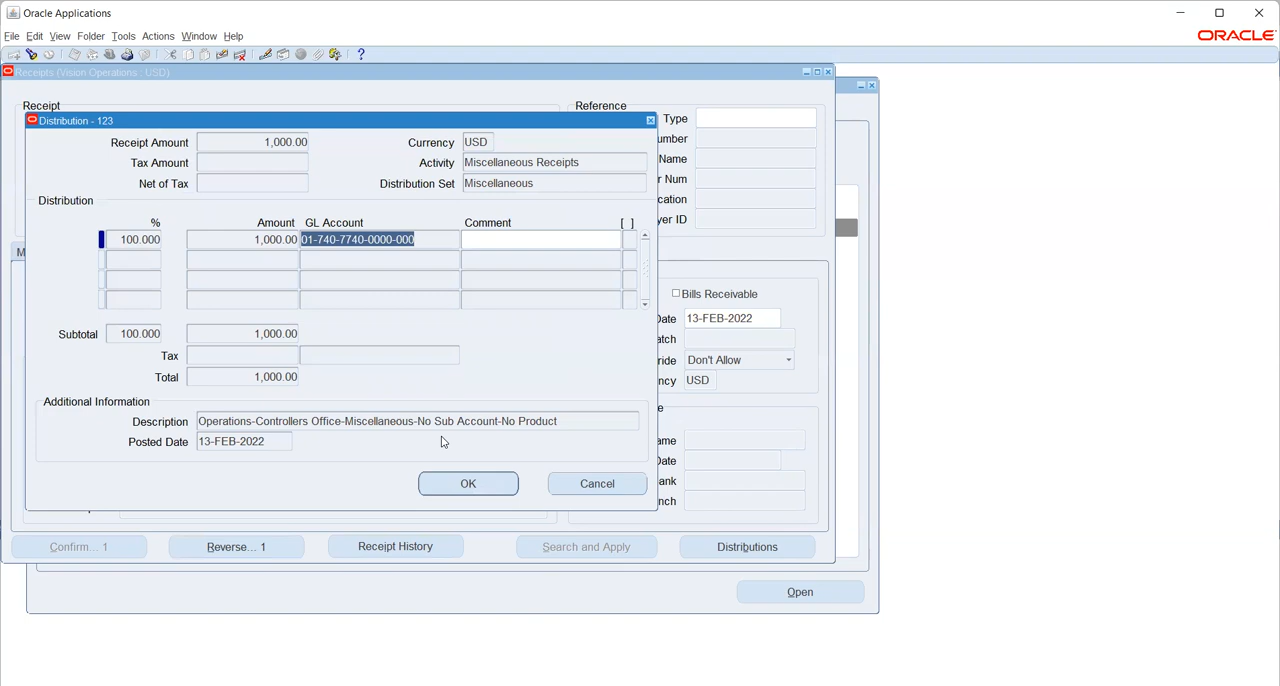 Oracle Applications
File Edit View Folder Tools Actions Window Help
ORACLE
Receipts (Vision Operations : USD)
Receipt
Reference
Distribution - 123
Type
Receipt Amount 1,000.00 Currency USD
umber
Tax Amount Activity Miscellaneous Receipts
Name
Net of Tax Distribution Set Miscellaneous
r Num
Distribution
cation
% Amount GL Account Comment [ ]
yer ID
100.000 1,000.00 01-740-7740-0000-000
M
Bills Receivable
Date 13-FEB-2022
Subtotal 100.000 1,000.00
atch
Tax
ride Don't Allow
Total 1,000.00
ncy USD
Additional Information
e
Description Operations-Controllers Office-Miscellaneous-No Sub Account-No Product
Posted Date 13-FEB-2022
ame
Date
OK Cancel
ank
nch
Confirm... 1 Reverse... 1 Receipt History Search and Apply Distributions
Open